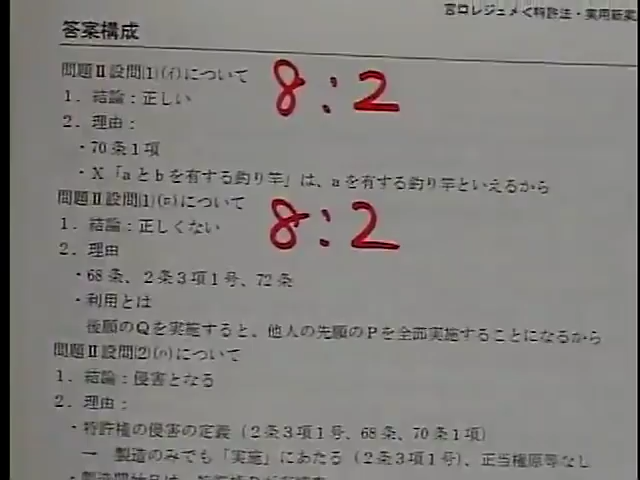 宮口レジュメ<特許法・実用新案
答案構成
問題Ⅱ設問(1)(ｲ)について 8:2
1．結論：正しい
2．理由：
・70条1項
・X「aとbを有する釣り竿」は、aを有する釣り竿といえるから
問題Ⅱ設問(1)(ﾛ)について 8:2
1．結論：正しくない
2．理由
・68条、2条3項1号、72条
・利用とは
後願のQを実施すると、他人の先願のPを全部実施することになるから
問題Ⅱ設問(2)(ﾊ)について
1．結論：侵害となる
2．理由：
・特許権の侵害の定義（2条3項1号、68条、70条1項）
→ 製造のみでも「実施」にあたる（2条3項1号）、正当権原等なし